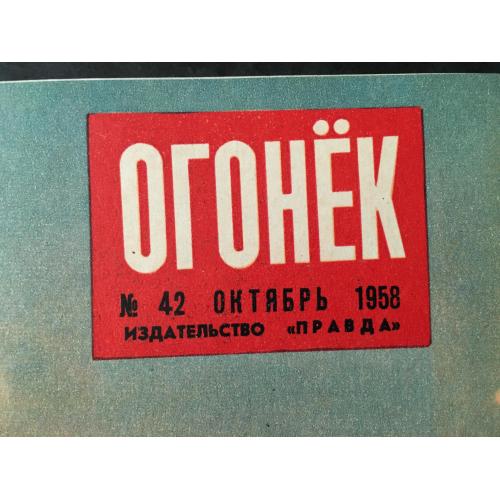 ОГОНЁК
№ 42 ОКТЯБРЬ 1958
ИЗДАТЕЛЬСТВО «ПРАВДА»